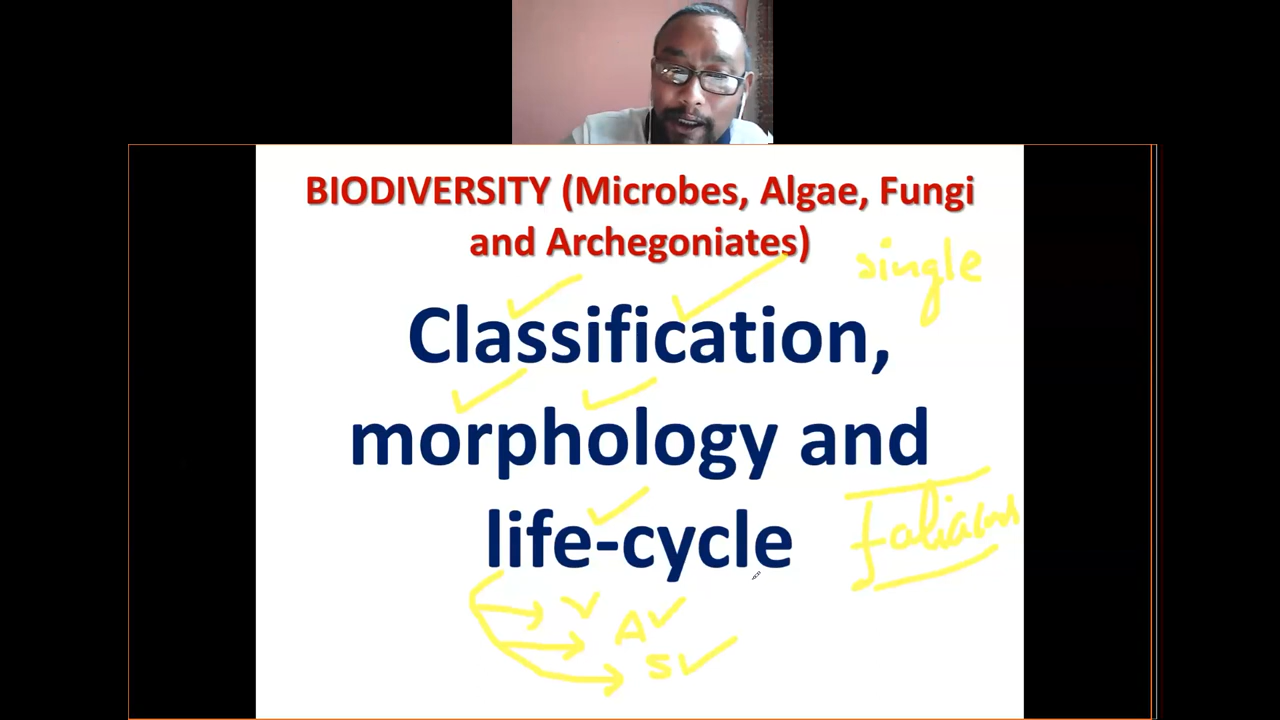 BIODIVERSITY (Microbes, Algae, Fungi
and Archegoniates)
single
Classification,
morphology and
life-cycle
V
A
S